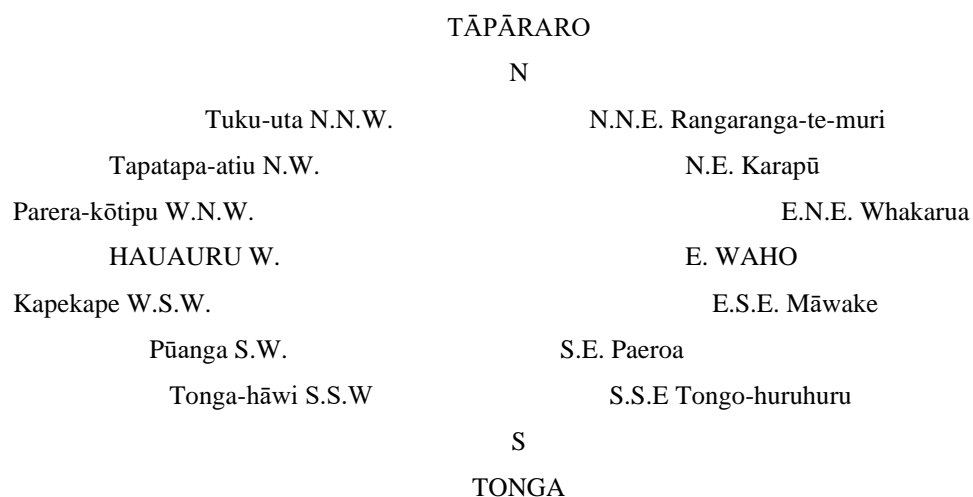 TĀPĀRARO
N
Tuku-uta N.N.W. N.N.E. Rangaranga-te-muri
Tapatapa-atiu N.W. N.E. Karapū
Parera-kōtipu W.N.W. E.N.E. Whakarua
HAUAURU W. E. WAHO
Kapekape W.S.W. E.S.E. Māwake
Pūanga S.W. S.E. Paeroa
Tonga-hāwi S.S.W S.S.E Tongo-huruhuru
S
TONGA